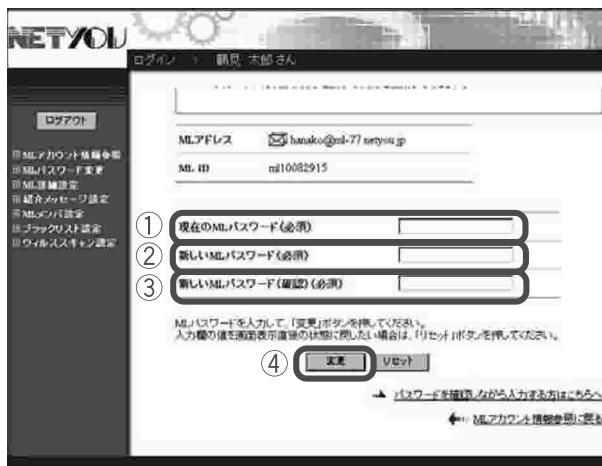 NETYOU
ログイン > 鶴見 太郎 さん
ログアウト
MLアカウント情報参照
MLパスワード変更
ML詳細設定
紹介メッセージ設定
MLメンバ設定
ブラックリスト設定
ウィルススキャン設定
MLアドレス hanako@ml-77.netyou.jp
ML ID ml10082915
① 現在のMLパスワード(必須)
② 新しいMLパスワード(必須)
③ 新しいMLパスワード(確認)(必須)
MLパスワードを入力して、「変更」ボタンを押してください。
入力欄の値を画面表示直後の状態に戻したい場合は、「リセット」ボタンを押してください。
④ 変更 リセット
パスワードを確認しながら入力する方はこちらへ
MLアカウント情報参照に戻る